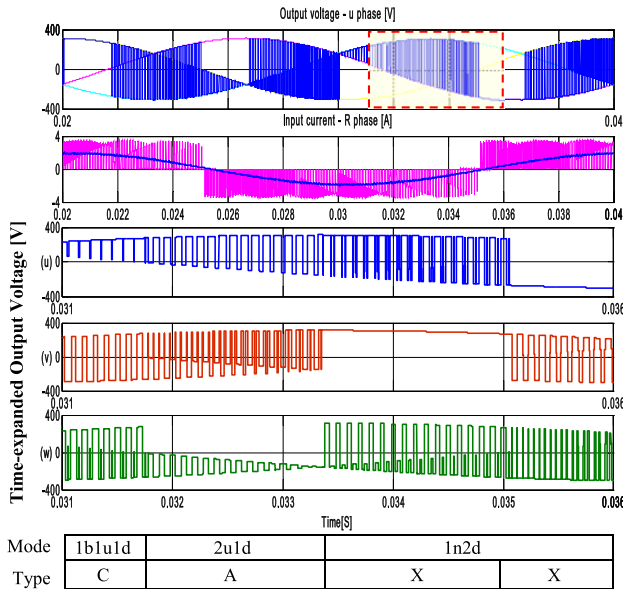 Output voltage - u phase [V]
400
0
-400
0.02
0.04
Input current - R phase [A]
4
0
-4
0.02 0.022 0.024 0.026 0.028 0.03 0.032 0.034 0.036 0.038 0.04
Time-expanded Output Voltage [V]
400
(u) 0
-400
0.031
0.036
400
(v) 0
-400
0.031
0.036
400
(w) 0
-400
0.031 0.032 0.033 0.034 0.035 0.036
Time[S]
Mode 1b1u1d 2u1d 1n2d
Type C A X X